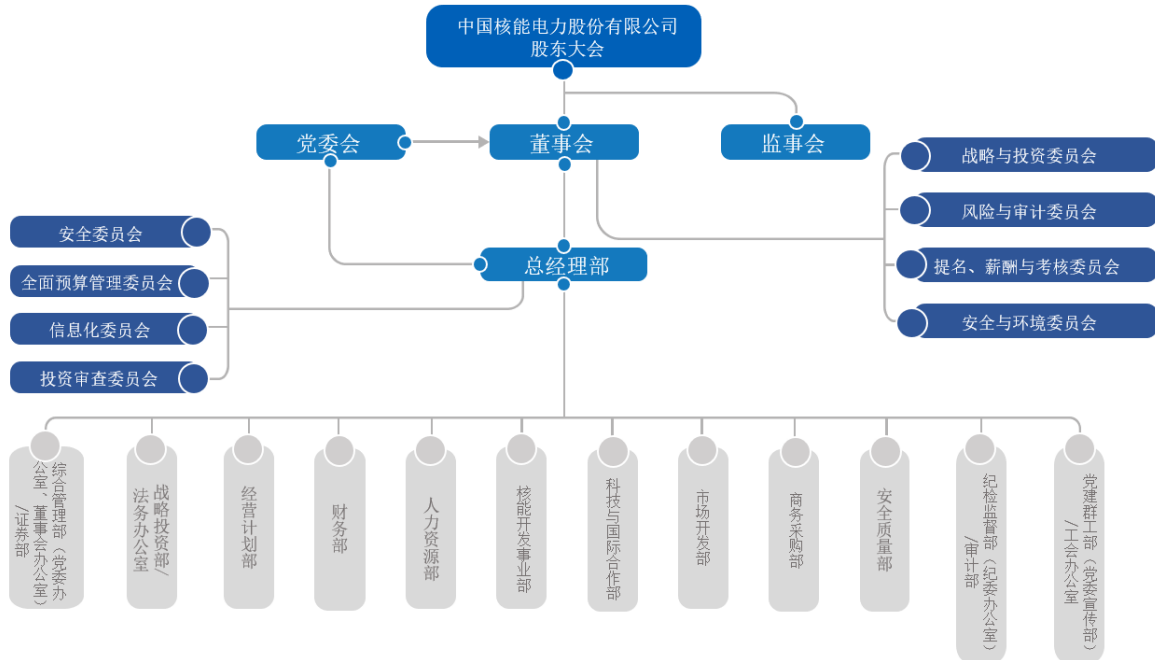 中国核能电力股份有限公司
股东大会
党委会
董事会
监事会
战略与投资委员会
风险与审计委员会
提名、薪酬与考核委员会
安全与环境委员会
安全委员会
全面预算管理委员会
信息化委员会
投资审查委员会
总经理部
综合管理部（党委办
公室、董事会办公室）
/证券部
战略投资部/
法务办公室
经营计划部
财务部
人力资源部
核能开发事业部
科技与国际合作部
市场开发部
商务采购部
安全质量部
纪检监督部（纪委办公室）
/审计部
党建群工部（党委宣传部）
/工会办公室